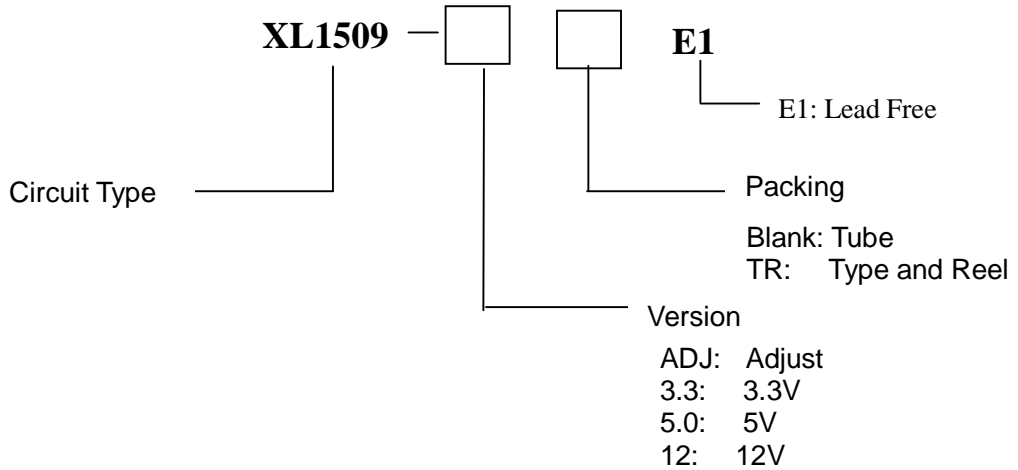 XL1509 — E1
E1: Lead Free
Circuit Type
Packing
Blank: Tube
TR: Type and Reel
Version
ADJ: Adjust
3.3: 3.3V
5.0: 5V
12: 12V